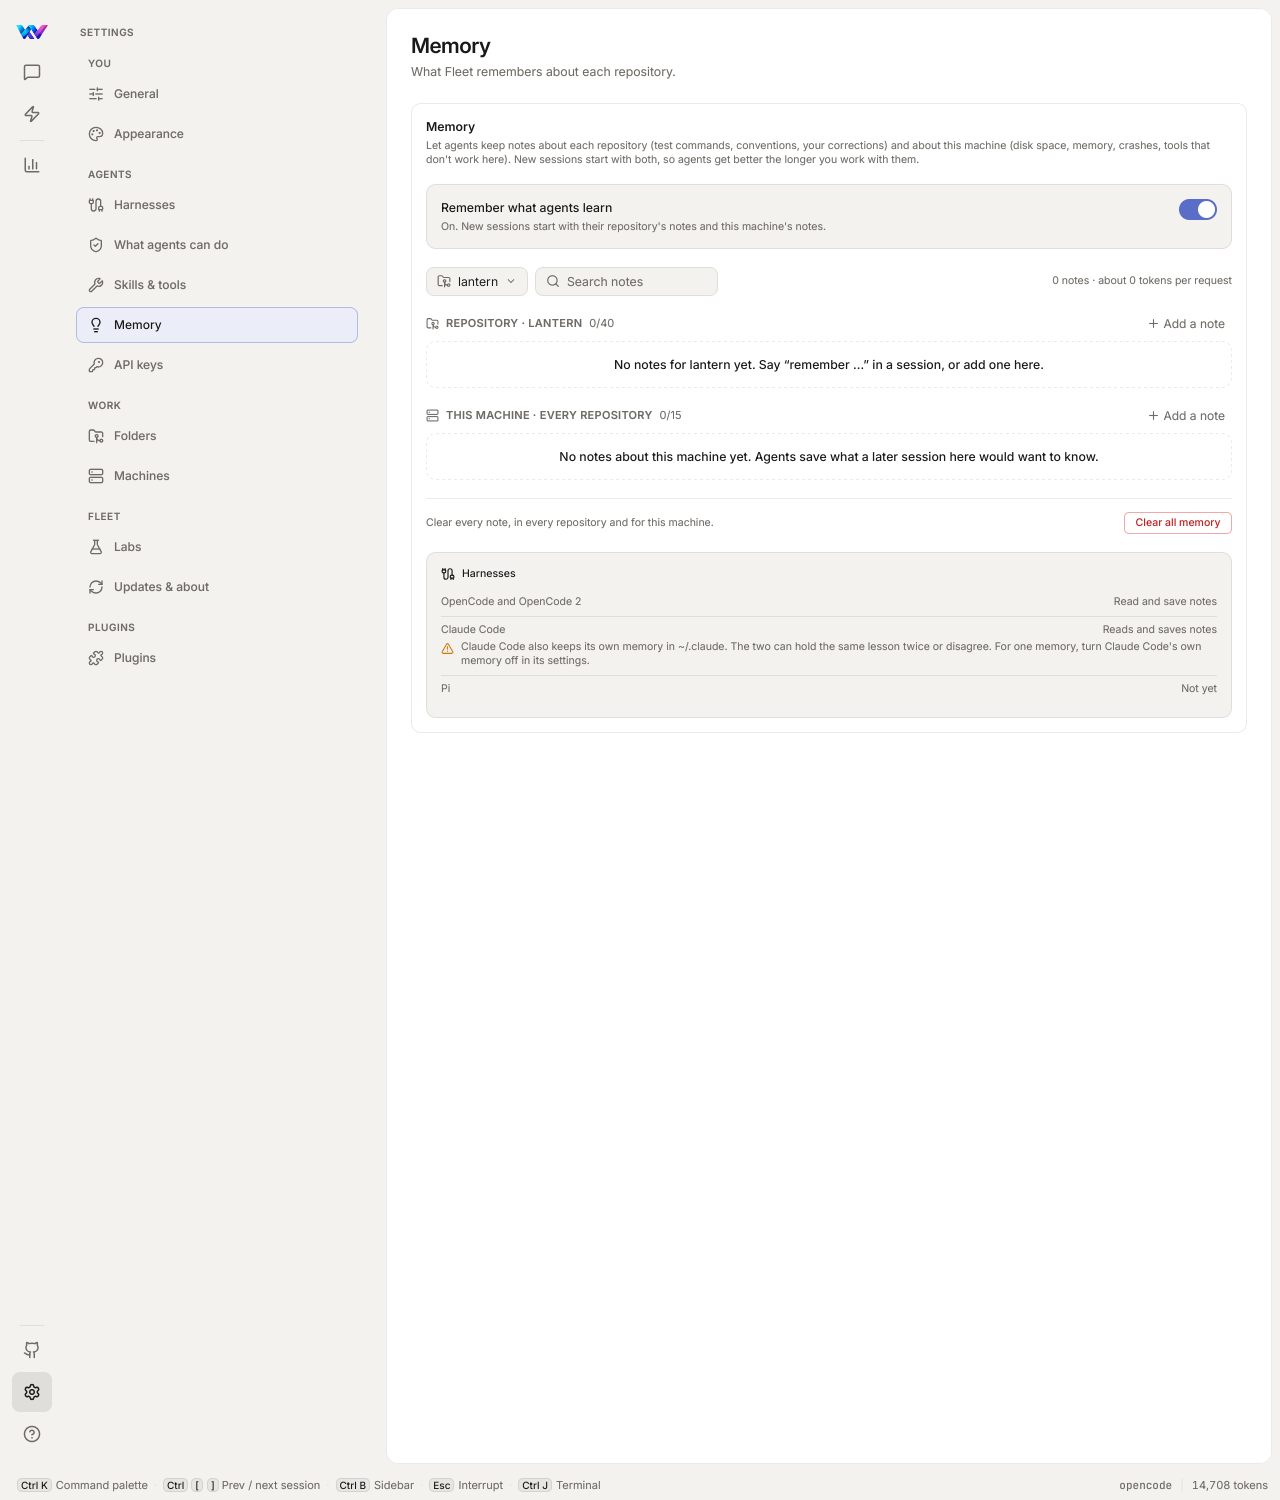 SETTINGS
YOU
General
Appearance
AGENTS
Harnesses
What agents can do
Skills & tools
Memory
API keys
WORK
Folders
Machines
FLEET
Labs
Updates & about
PLUGINS
Plugins
Memory
What Fleet remembers about each repository.
Memory
Let agents keep notes about each repository (test commands, conventions, your corrections) and about this machine (disk space, memory, crashes, tools that
don't work here). New sessions start with both, so agents get better the longer you work with them.
Remember what agents learn
On. New sessions start with their repository's notes and this machine's notes.
lantern
Search notes
0 notes · about 0 tokens per request
REPOSITORY · LANTERN 0/40
Add a note
No notes for lantern yet. Say “remember …” in a session, or add one here.
THIS MACHINE · EVERY REPOSITORY 0/15
Add a note
No notes about this machine yet. Agents save what a later session here would want to know.
Clear every note, in every repository and for this machine.
Clear all memory
Harnesses
OpenCode and OpenCode 2
Read and save notes
Claude Code
Reads and saves notes
Claude Code also keeps its own memory in ~/.claude. The two can hold the same lesson twice or disagree. For one memory, turn Claude Code's own
memory off in its settings.
Pi
Not yet
Ctrl K Command palette
Ctrl [ ] Prev / next session
Ctrl B Sidebar
Esc Interrupt
Ctrl J Terminal
opencode
14,708 tokens